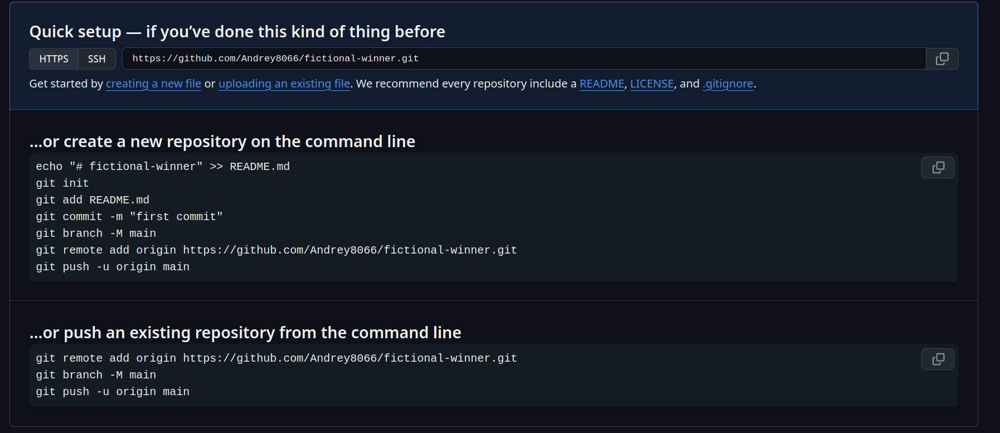 Quick setup — if you’ve done this kind of thing before
HTTPS SSH https://github.com/Andrey8066/fictional-winner.git
Get started by creating a new file or uploading an existing file. We recommend every repository include a README, LICENSE, and .gitignore.
…or create a new repository on the command line
echo "# fictional-winner" >> README.md
git init
git add README.md
git commit -m "first commit"
git branch -M main
git remote add origin https://github.com/Andrey8066/fictional-winner.git
git push -u origin main
…or push an existing repository from the command line
git remote add origin https://github.com/Andrey8066/fictional-winner.git
git branch -M main
git push -u origin main